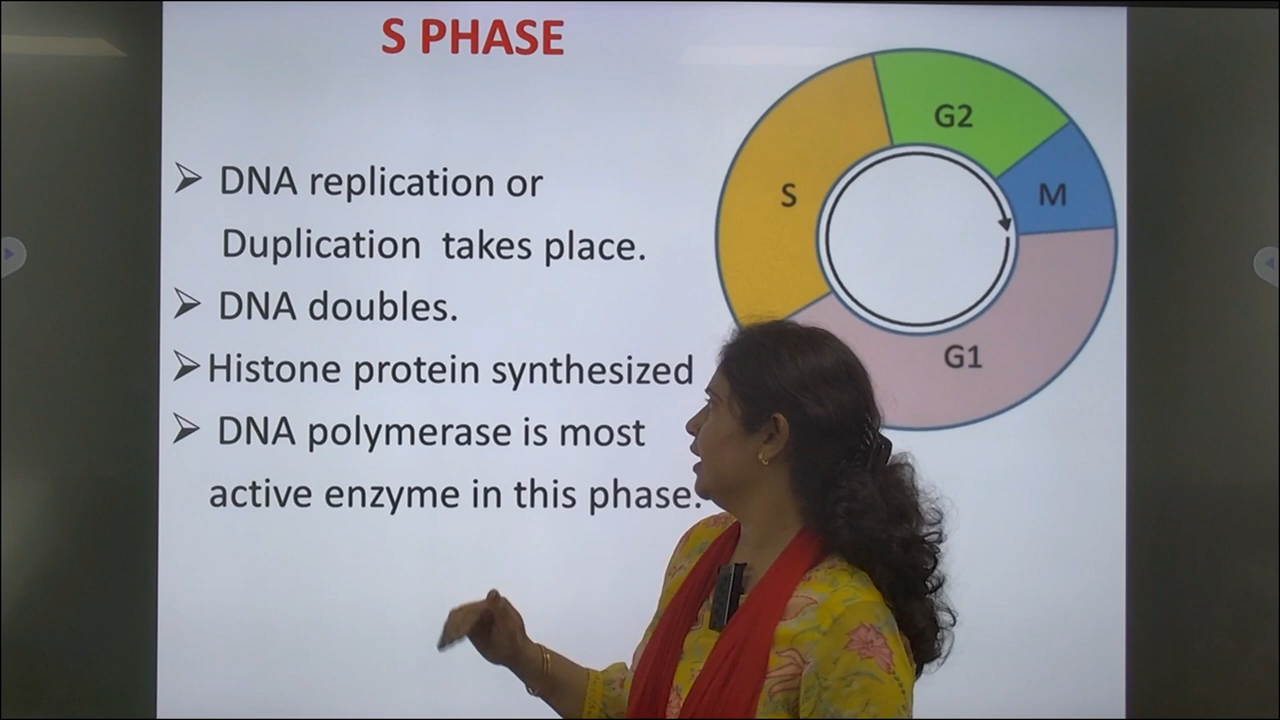 S PHASE
DNA replication or
Duplication takes place.
DNA doubles.
Histone protein synthesized
DNA polymerase is most
active enzyme in this phase.
G2
S
M
G1